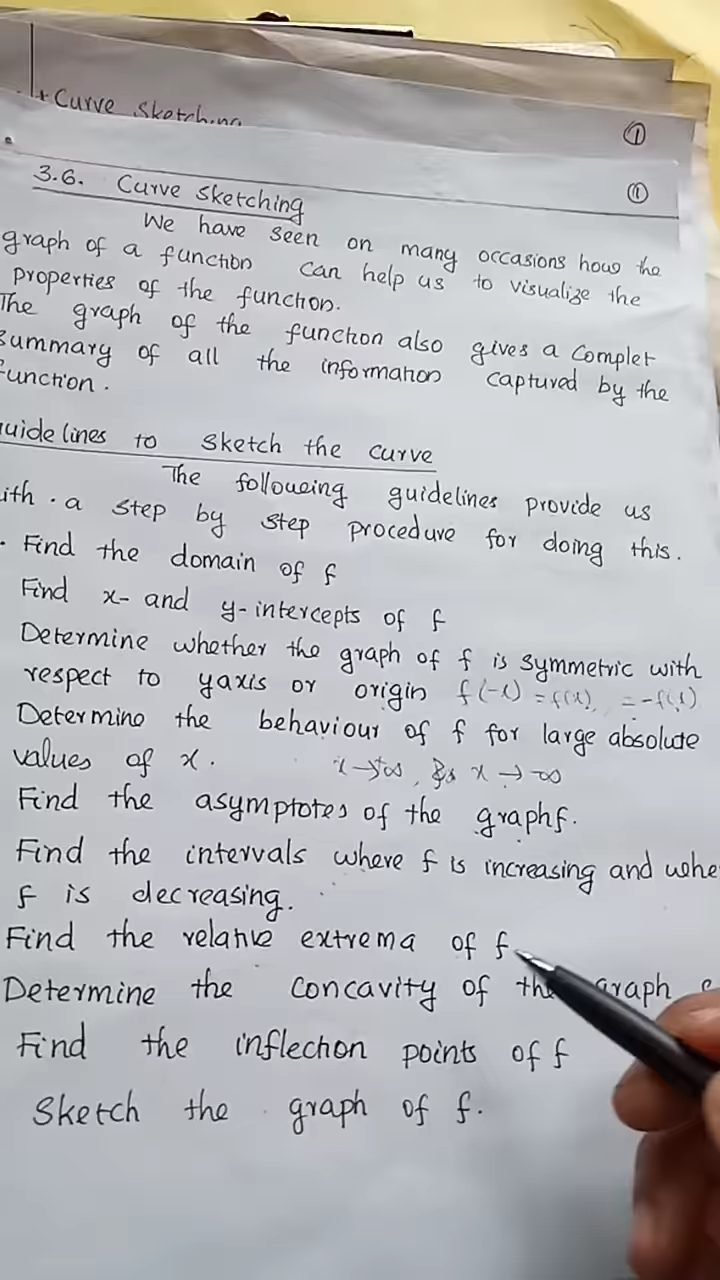 Curve Sketching
①
3.6. Curve Sketching
①
We have seen on many occasions how the
graph of a function can help us to visualize the
properties of the function.
The graph of the function also gives a Complet
summary of all the information captured by the
function.
uidelines to sketch the curve
The following guidelines provide us
ith a step by step procedure for doing this.
Find the domain of f
Find x- and y-intercepts of f
Determine whether the graph of f is symmetric with
respect to yaxis or origin f(-x) = f(x), = -f(x)
Determine the behaviour of f for large absolute
values of x. x→+∞, & x→-∞
Find the asymptotes of the graph f.
Find the intervals where f is increasing and whe
f is decreasing.
Find the relative extrema of f
Determine the concavity of the graph
Find the inflection points of f
Sketch the graph of f.